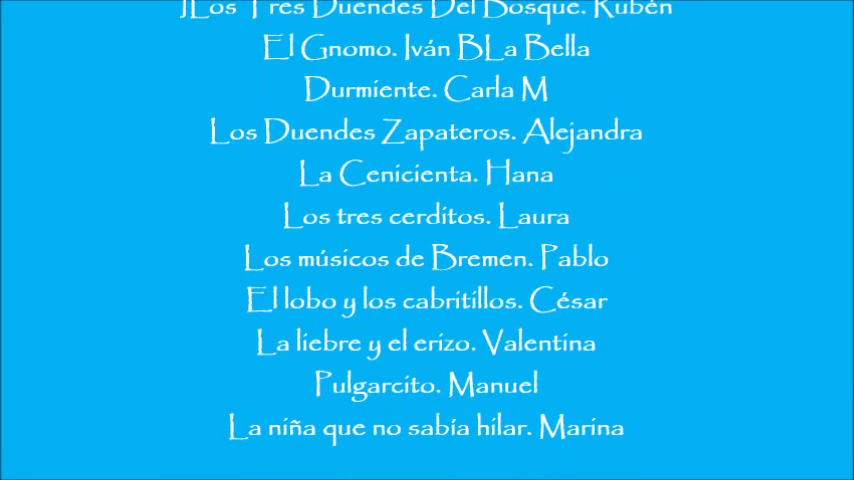 JLos Tres Duendes Del Bosque. Rubén
El Gnomo. Iván BLa Bella
Durmiente. Carla M
Los Duendes Zapateros. Alejandra
La Cenicienta. Hana
Los tres cerditos. Laura
Los músicos de Bremen. Pablo
El lobo y los cabritillos. César
La liebre y el erizo. Valentina
Pulgarcito. Manuel
La niña que no sabía hilar. Marina